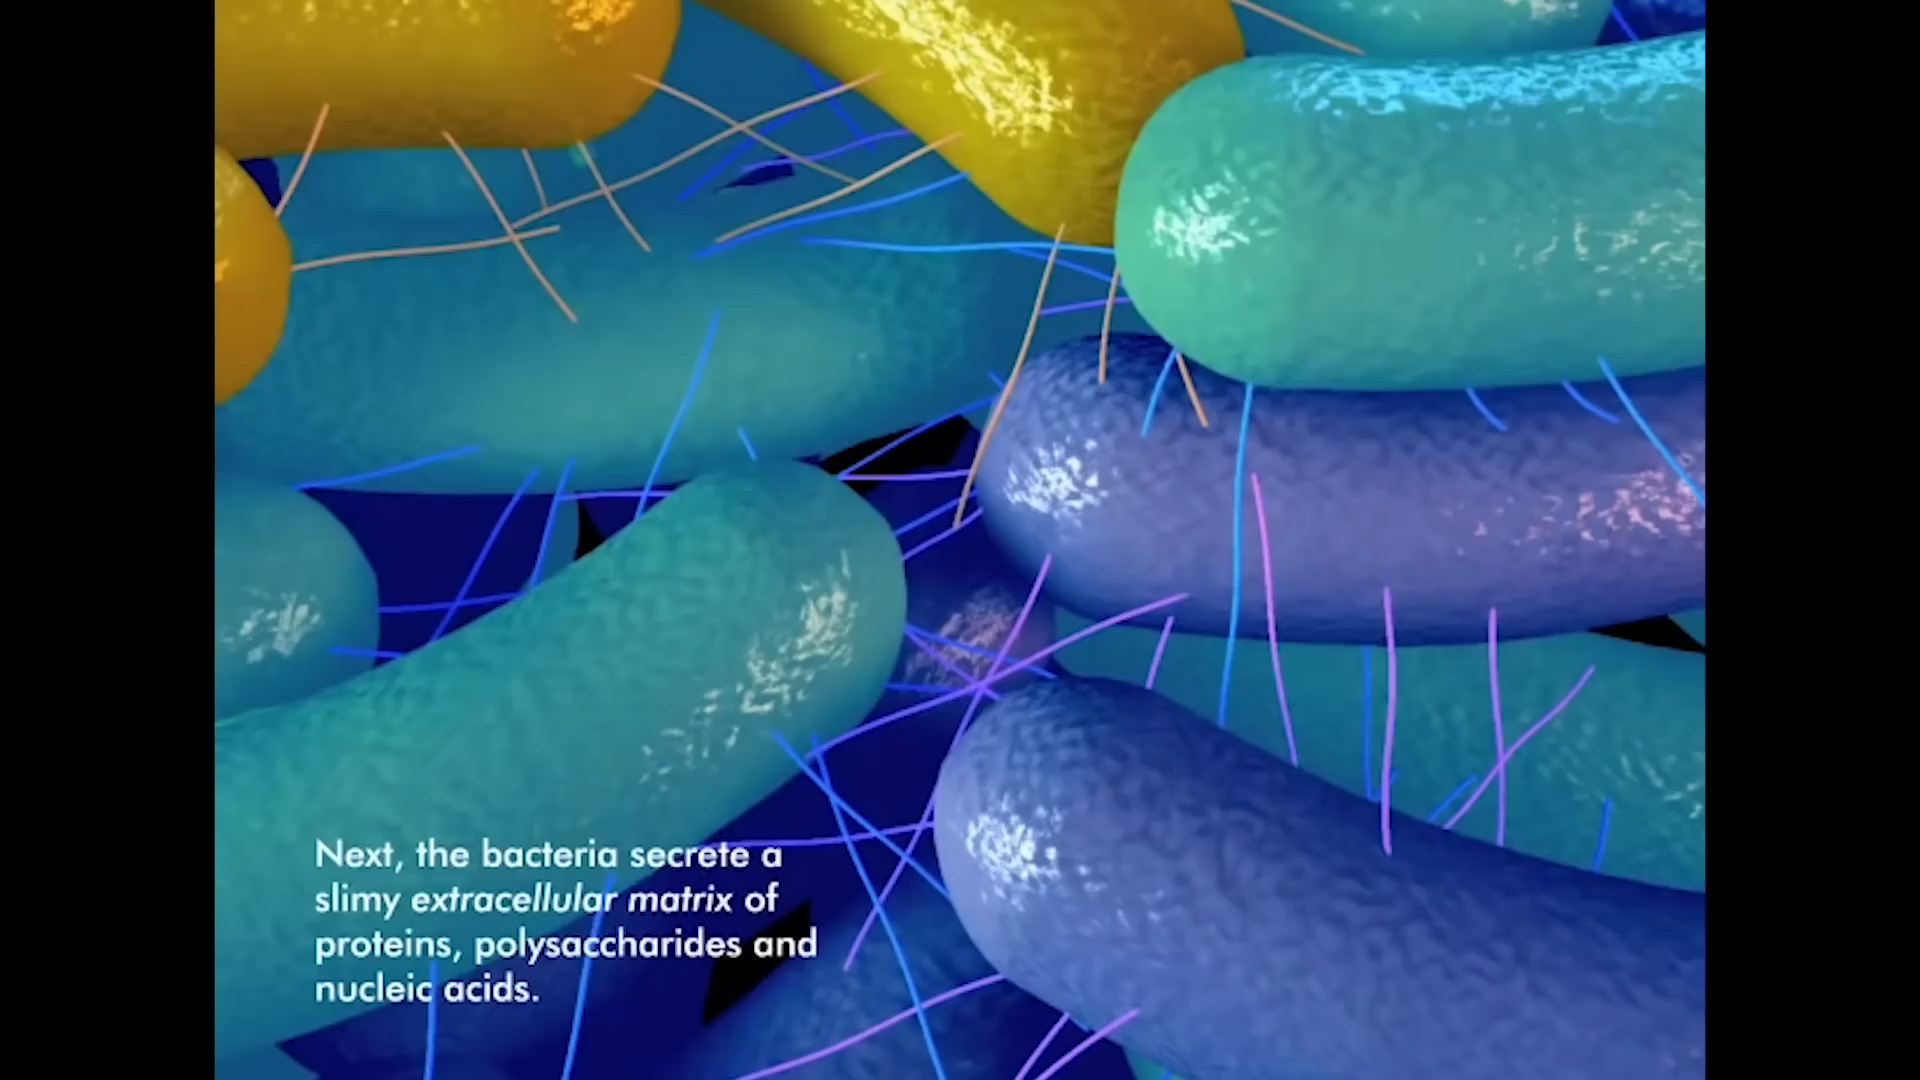 Next, the bacteria secrete a
slimy extracellular matrix of
proteins, polysaccharides and
nucleic acids.